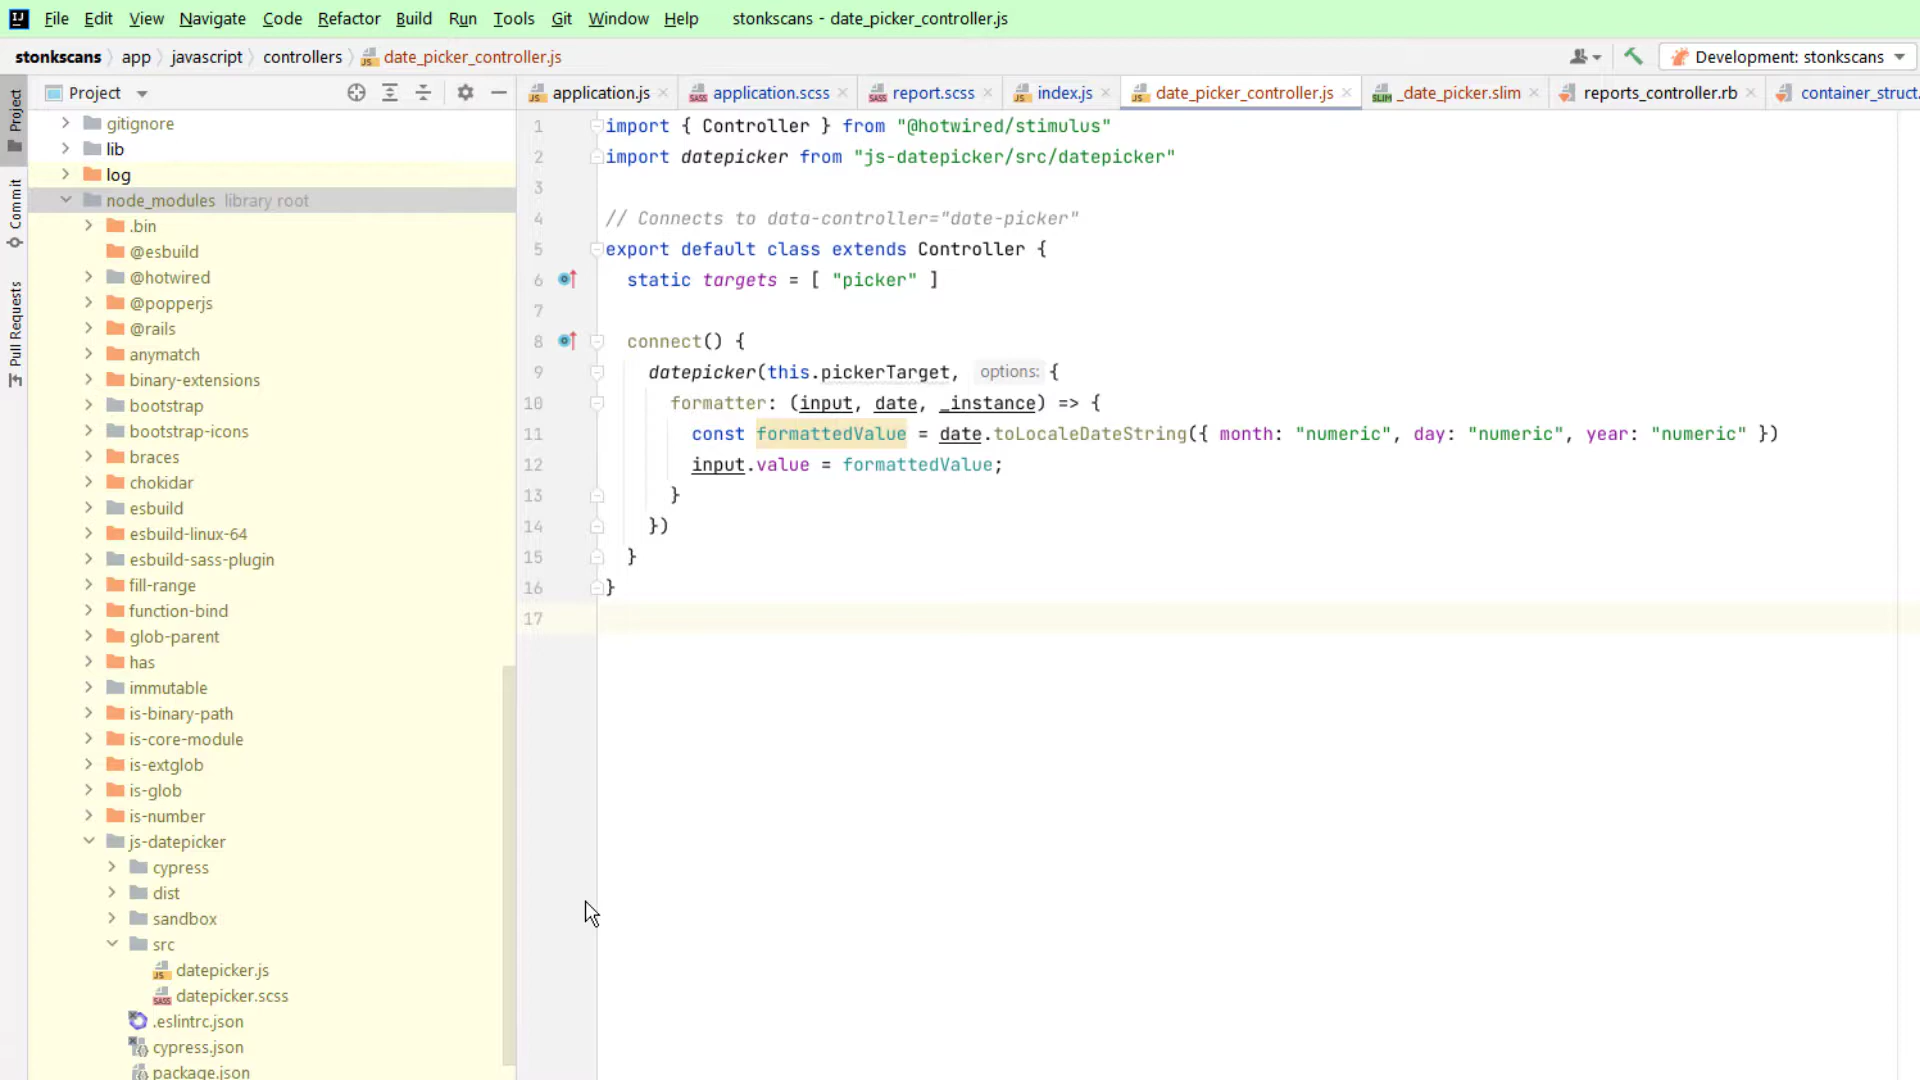 File Edit View Navigate Code Refactor Build Run Tools Git Window Help stonkscans - date_picker_controller.js
stonkscans app javascript controllers date_picker_controller.js Development: stonkscans
Project
Commit
Pull Requests
Project
gitignore
lib
log
node_modules library root
.bin
@esbuild
@hotwired
@popperjs
@rails
anymatch
binary-extensions
bootstrap
bootstrap-icons
braces
chokidar
esbuild
esbuild-linux-64
esbuild-sass-plugin
fill-range
function-bind
glob-parent
has
immutable
is-binary-path
is-core-module
is-extglob
is-glob
is-number
js-datepicker
cypress
dist
sandbox
src
datepicker.js
datepicker.scss
.eslintrc.json
cypress.json
package.json
application.js application.scss report.scss index.js date_picker_controller.js _date_picker.slim reports_controller.rb container_struct.
1 import { Controller } from "@hotwired/stimulus"
2 import datepicker from "js-datepicker/src/datepicker"
3
4 // Connects to data-controller="date-picker"
5 export default class extends Controller {
6 static targets = [ "picker" ]
7
8 connect() {
9 datepicker(this.pickerTarget, options: {
10 formatter: (input, date, _instance) => {
11 const formattedValue = date.toLocaleDateString({ month: "numeric", day: "numeric", year: "numeric" })
12 input.value = formattedValue;
13 }
14 })
15 }
16 }
17